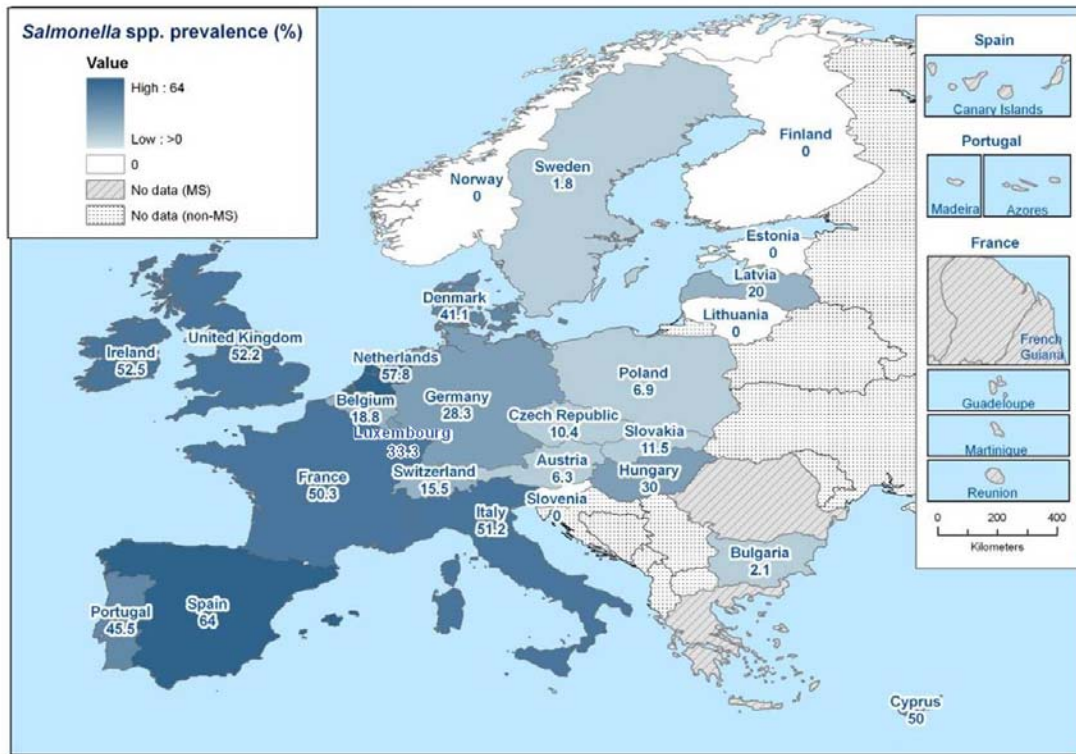 Salmonella spp. prevalence (%)
Value
High : 64
Low : >0
0
No data (MS)
No data (non-MS)
Norway
0
Sweden
1.8
Finland
0
Estonia
0
Latvia
20
Lithuania
0
Denmark
41.1
United Kingdom
52.2
Ireland
52.5
Netherlands
57.8
Belgium
18.8
Germany
28.3
Poland
6.9
Czech Republic
10.4
Luxembourg
33.3
Slovakia
11.5
France
50.3
Switzerland
15.5
Austria
6.3
Hungary
30
Slovenia
0
Italy
51.2
Bulgaria
2.1
Portugal
45.5
Spain
64
Cyprus
50
Spain
Canary Islands
Portugal
Madeira
Azores
France
French
Guiana
Guadeloupe
Martinique
Reunion
0 200 400
Kilometers